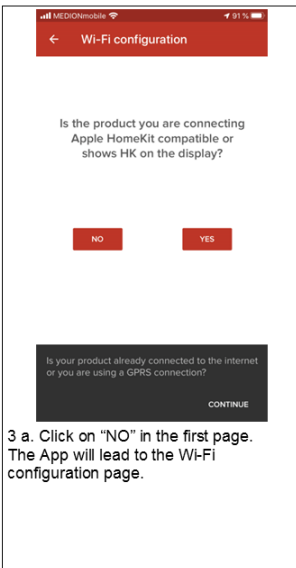 MEDIONmobile 91 %
← Wi-Fi configuration
Is the product you are connecting
Apple HomeKit compatible or
shows HK on the display?
NO YES
Is your product already connected to the internet
or you are using a GPRS connection?
CONTINUE
3 a. Click on “NO” in the first page.
The App will lead to the Wi-Fi
configuration page.